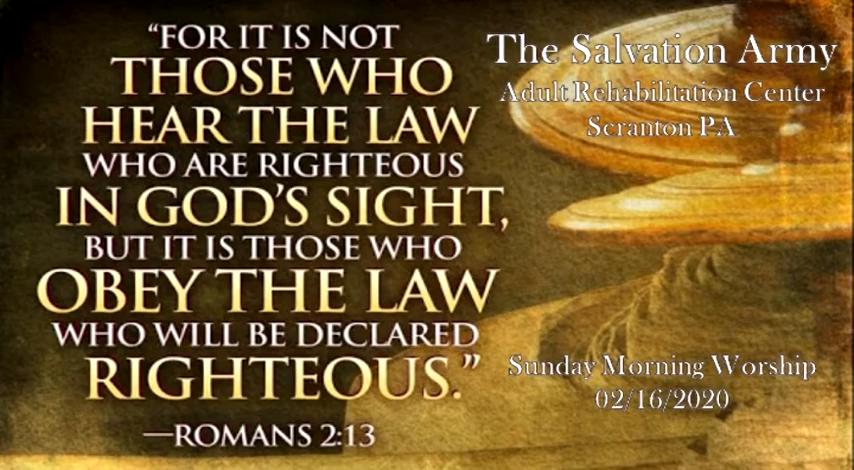 “FOR IT IS NOT
THOSE WHO
HEAR THE LAW
WHO ARE RIGHTEOUS
IN GOD’S SIGHT,
BUT IT IS THOSE WHO
OBEY THE LAW
WHO WILL BE DECLARED
RIGHTEOUS.”
—ROMANS 2:13
The Salvation Army
Adult Rehabilitation Center
Scranton PA
Sunday Morning Worship
02/16/2020